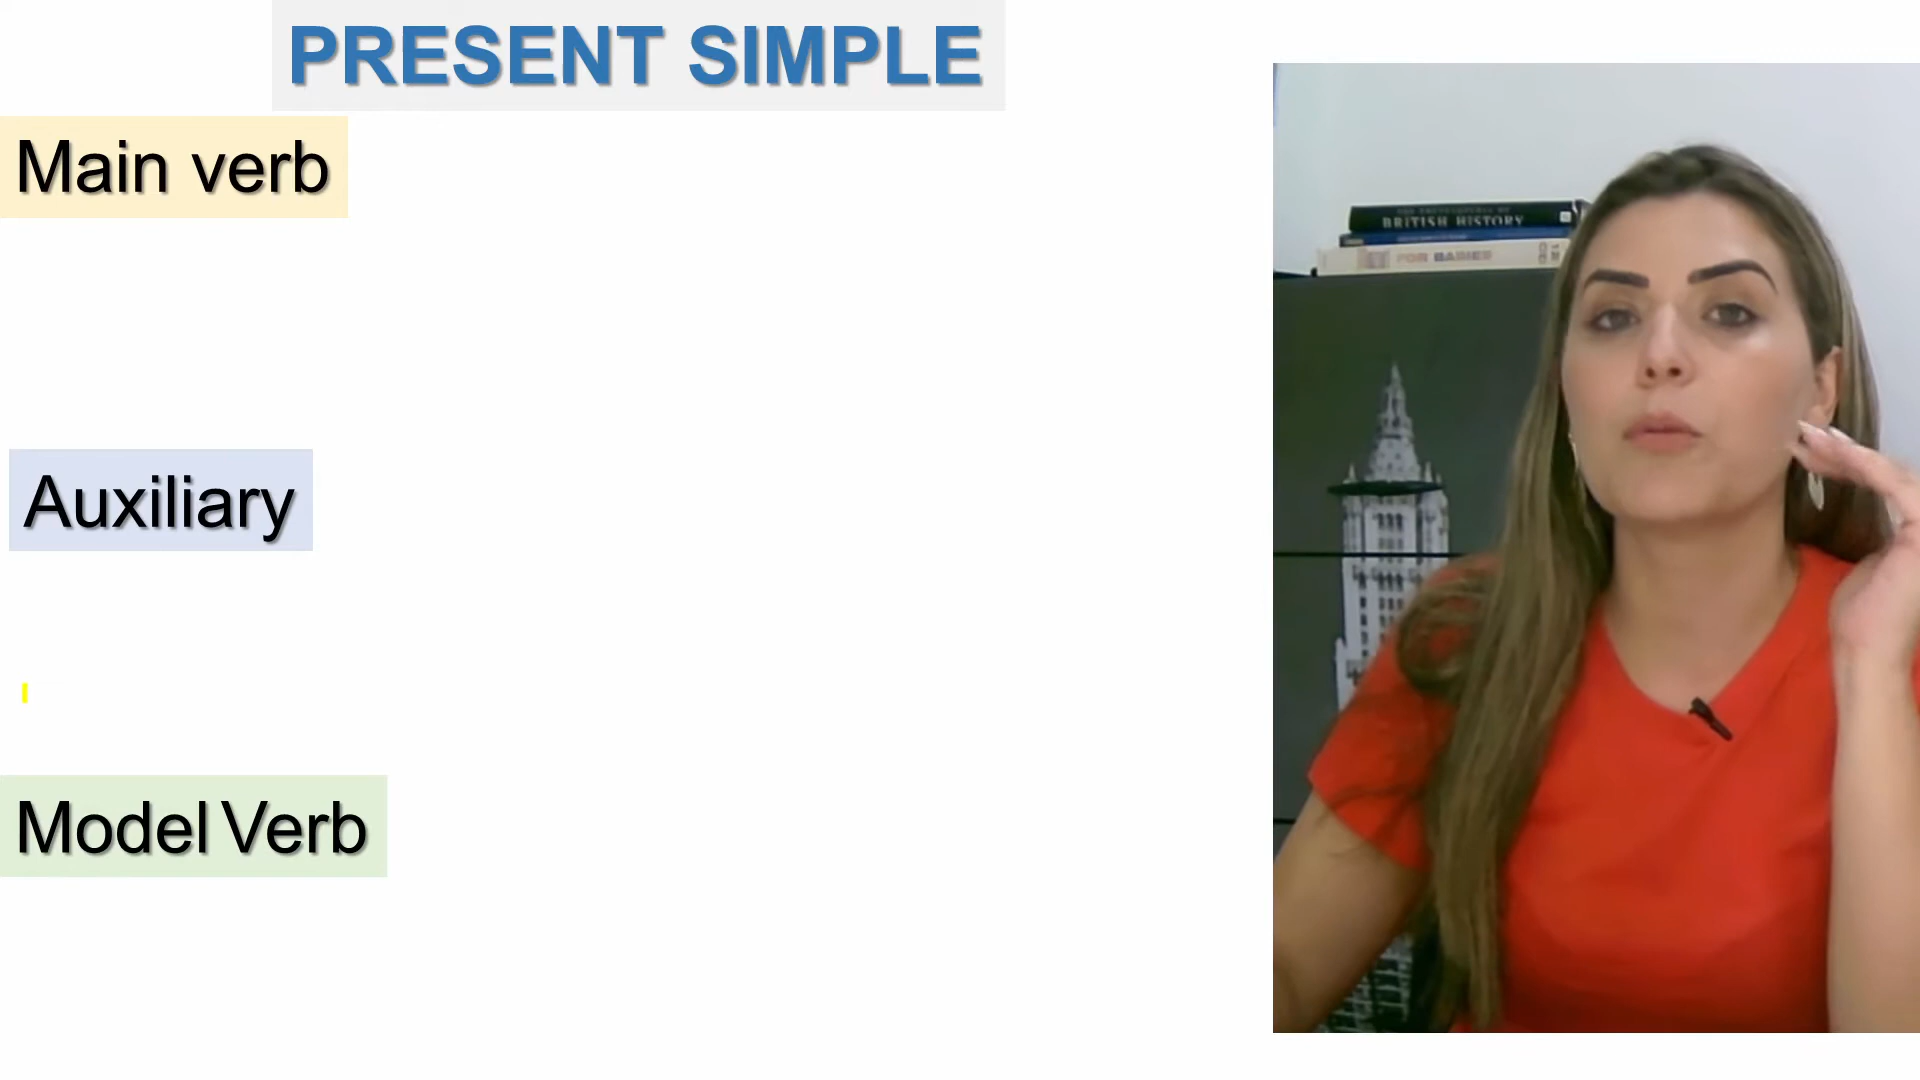 PRESENT SIMPLE
Main verb
Auxiliary
Model Verb
BRITISH HISTORY
FOR BABIES